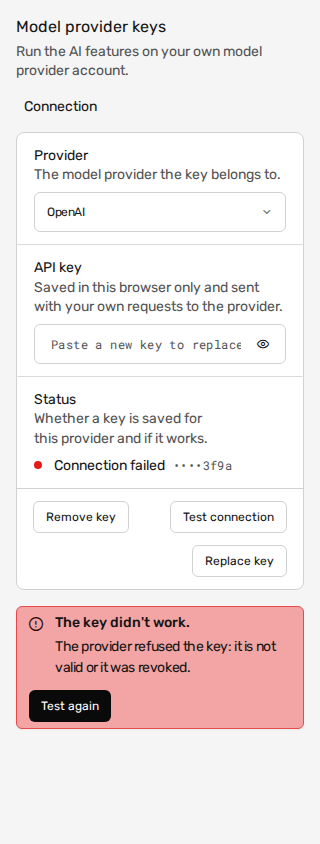 Model provider keys
Run the AI features on your own model
provider account.
Connection
Provider
The model provider the key belongs to.
OpenAI
API key
Saved in this browser only and sent
with your own requests to the provider.
Paste a new key to replace
Status
Whether a key is saved for
this provider and if it works.
Connection failed ••••3f9a
Remove key
Test connection
Replace key
The key didn't work.
The provider refused the key: it is not
valid or it was revoked.
Test again